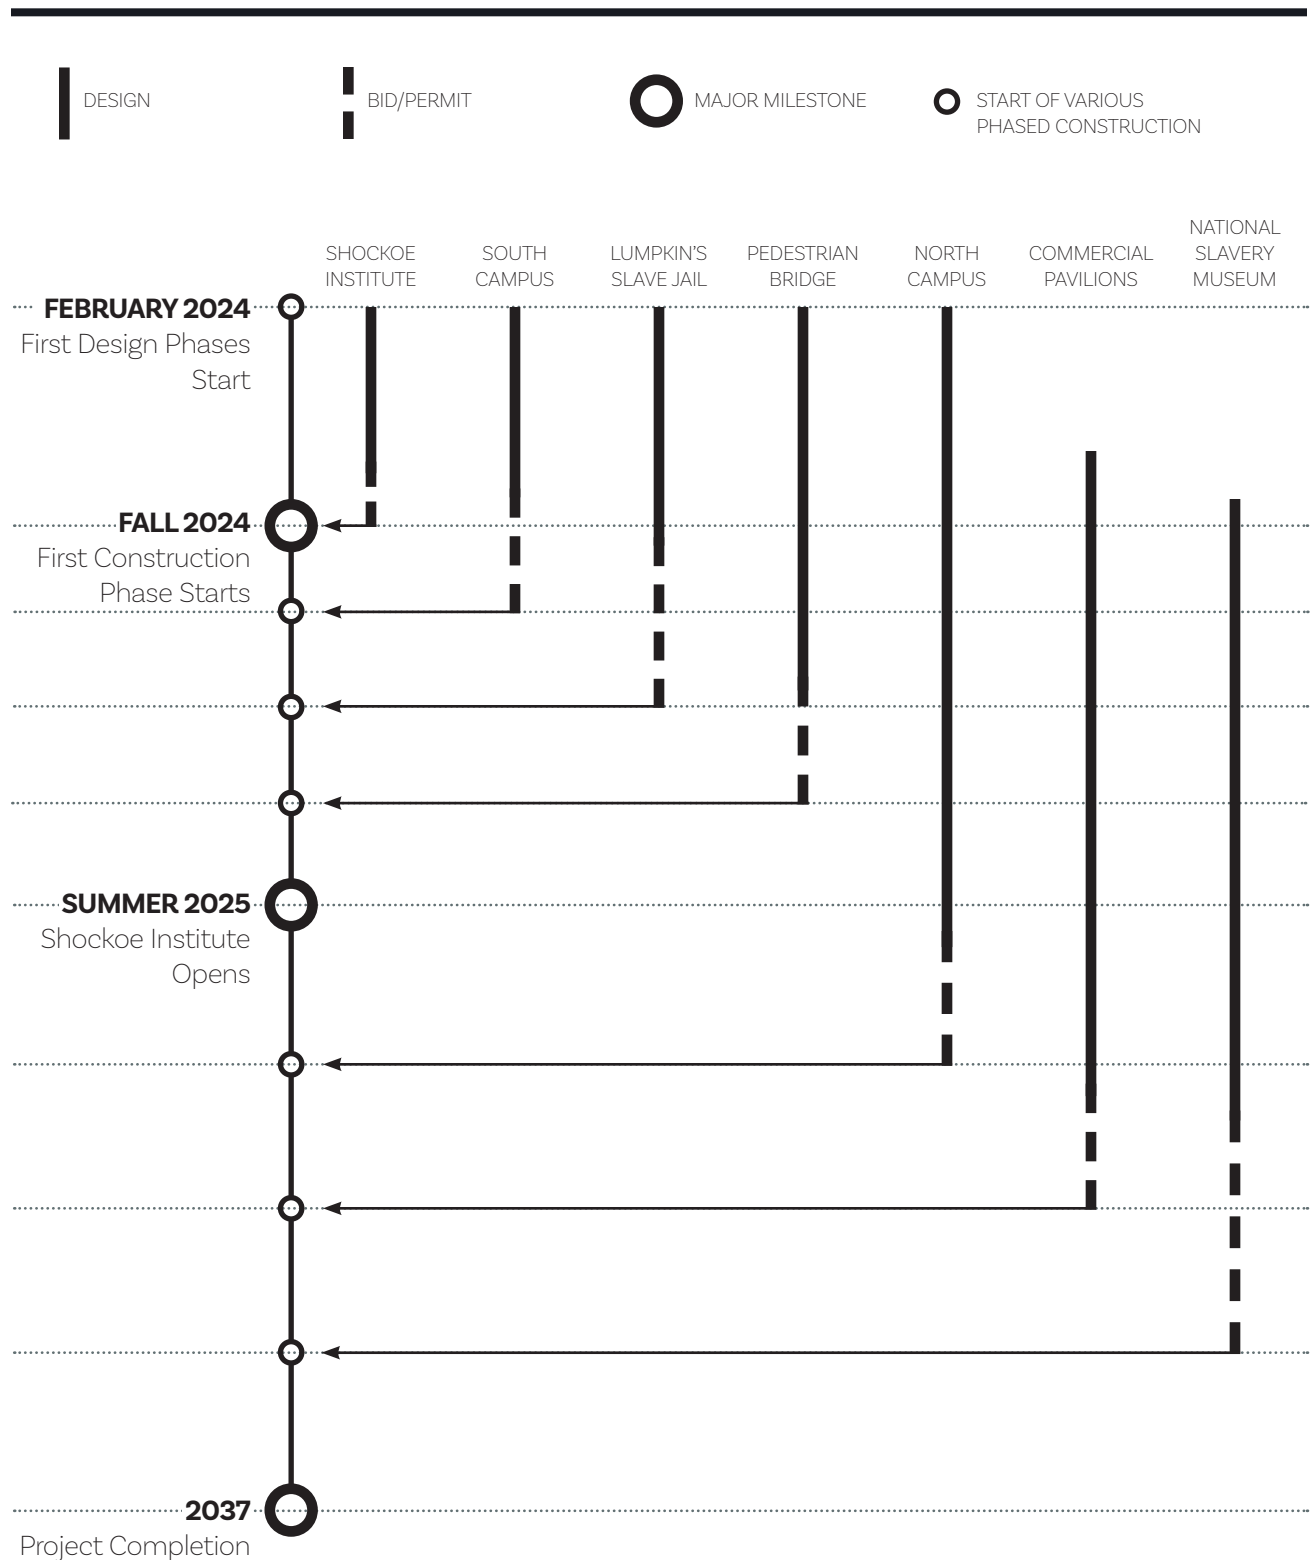 DESIGN
BID/PERMIT
MAJOR MILESTONE
START OF VARIOUS
PHASED CONSTRUCTION
SHOCKOE
INSTITUTE
SOUTH
CAMPUS
LUMPKIN'S
SLAVE JAIL
PEDESTRIAN
BRIDGE
NORTH
CAMPUS
COMMERCIAL
PAVILIONS
NATIONAL
SLAVERY
MUSEUM
FEBRUARY 2024
First Design Phases
Start
FALL 2024
First Construction
Phase Starts
SUMMER 2025
Shockoe Institute
Opens
2037
Project Completion